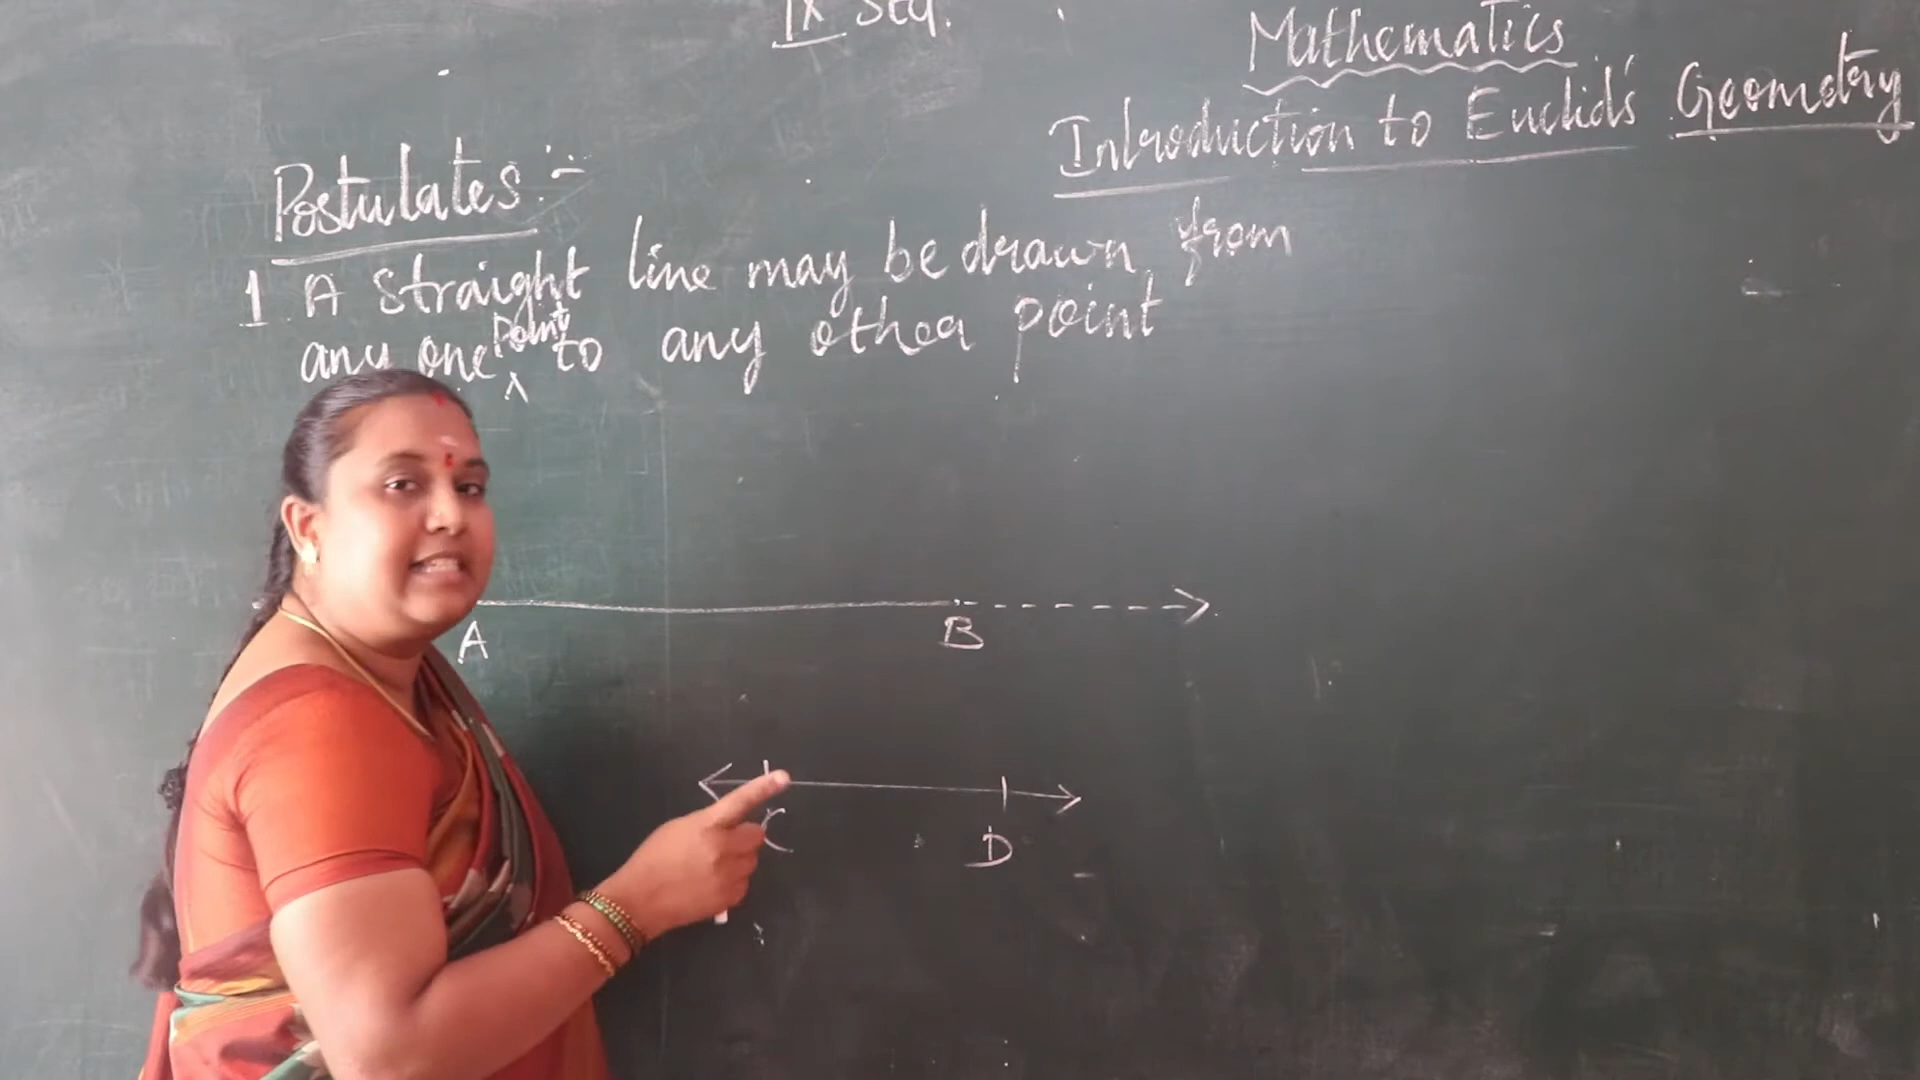 IX Std.
Mathematics
Introduction to Euclid's Geometry
Postulates :-
1. A Straight line may be drawn from
any one point to any other point
A B
C D